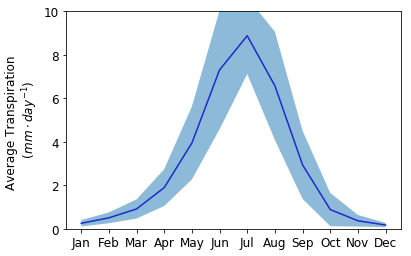 Average Transpiration
(mm · day⁻¹)
10
8
6
4
2
0
Jan Feb Mar Apr May Jun Jul Aug Sep Oct Nov Dec